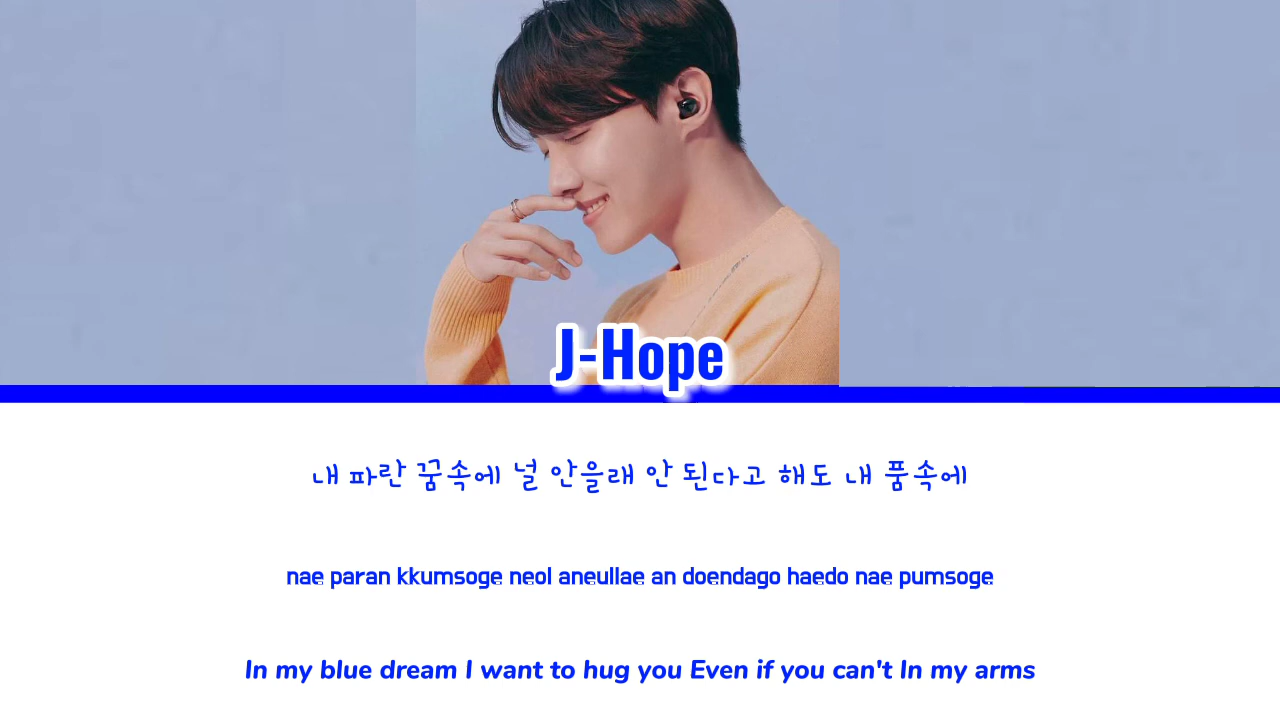 J-Hope
내 파란 꿈속에 널 안을래 안 된다고 해도 내 품속에
nae paran kkumsoge neol aneullae an doendago haedo nae pumsoge
In my blue dream I want to hug you Even if you can't In my arms